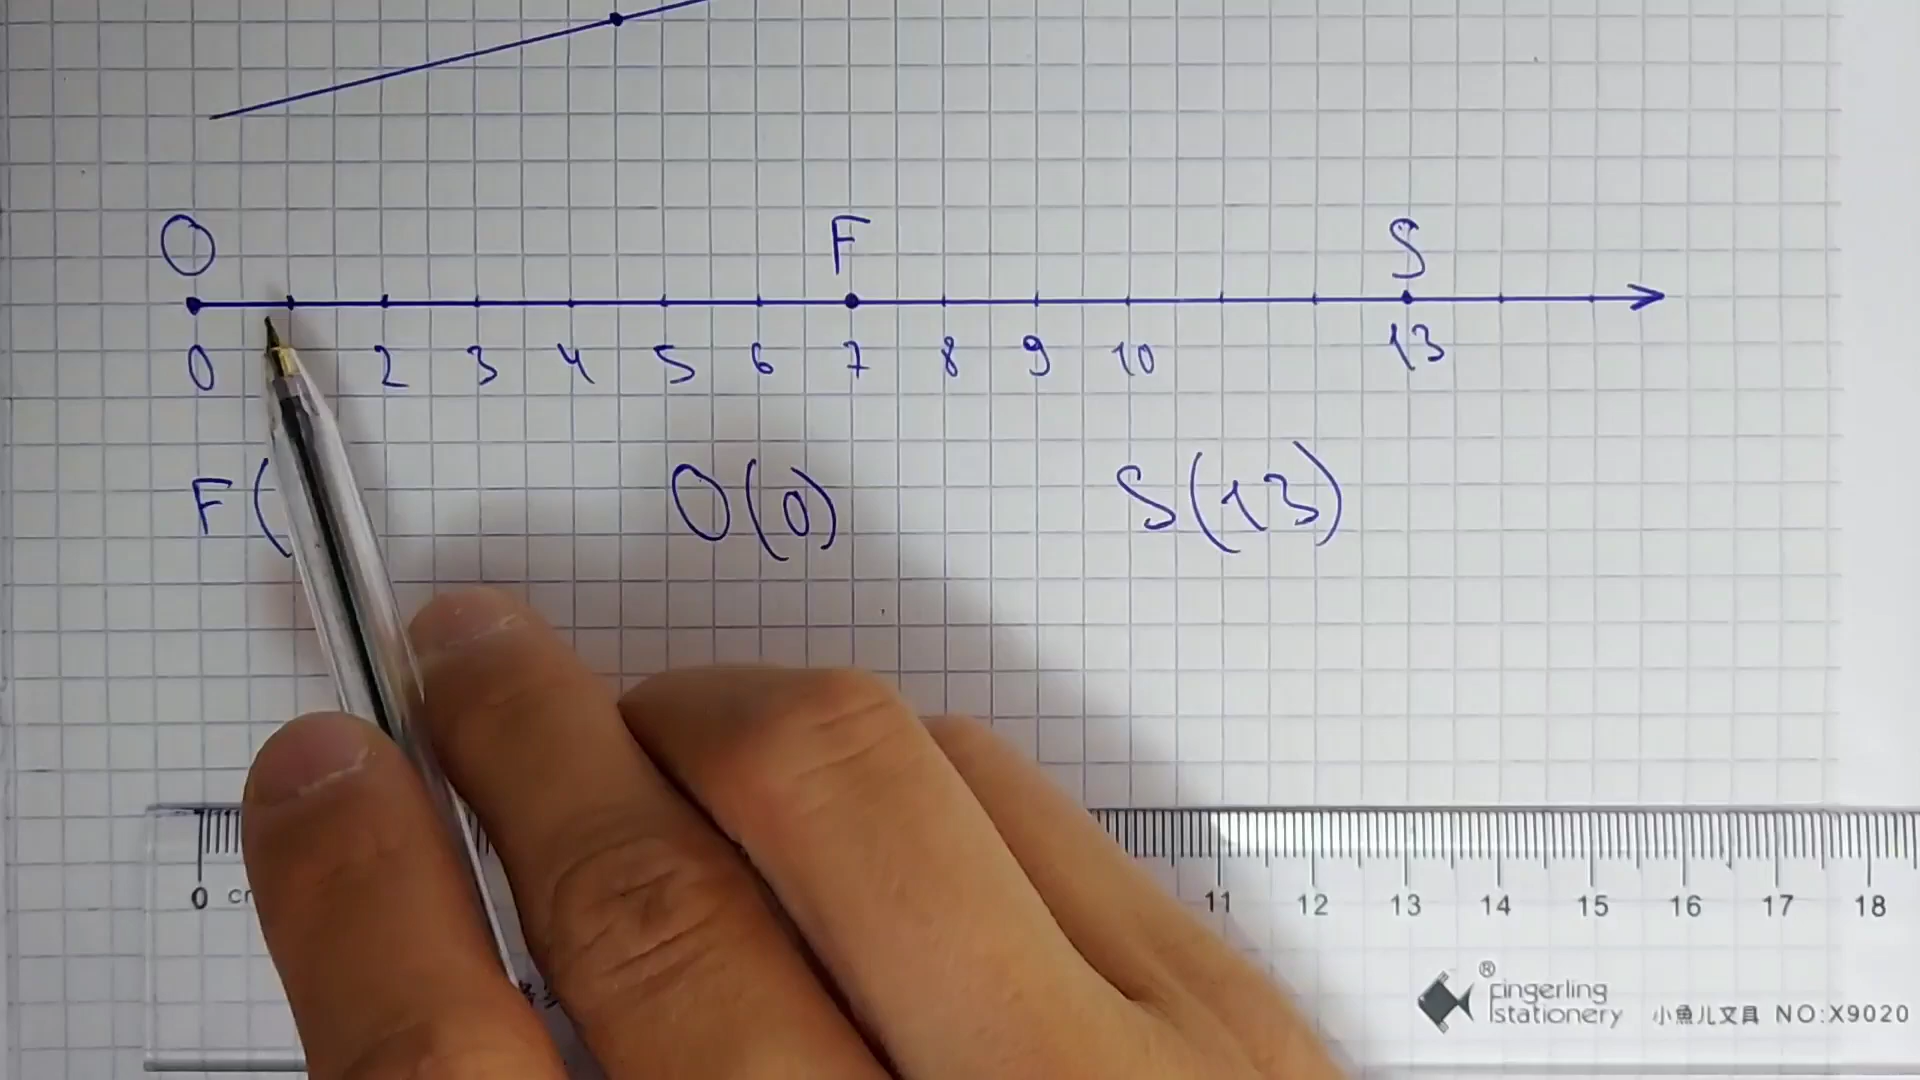 O F S
0 2 3 4 5 6 7 8 9 10 13
F( O(0) S(13)
0 11 12 13 14 15 16 17 18
® Fingerling
stationery 小魚儿文具 NO:X9020